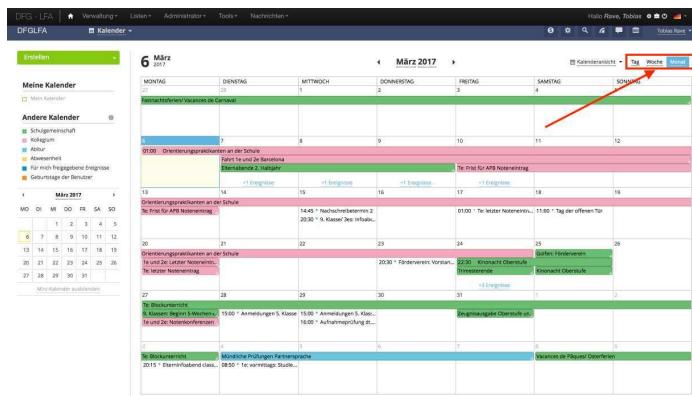 DFG - LFA Verwaltung Listen Administrator Tools Nachrichten Hallo Rave, Tobias
DFGLFA Kalender Tobias Rave
Erstellen
6 März 2017
März 2017
Kalenderansicht Tag Woche Monat
Meine Kalender
Mein Kalender
Andere Kalender
Schulgemeinschaft
Kollegium
Abitur
Abwesenheit
Für mich freigegebene Ereignisse
Geburtstage der Benutzer
März 2017
MO DI MI DO FR SA SO
1 2 3 4 5
6 7 8 9 10 11 12
13 14 15 16 17 18 19
20 21 22 23 24 25 26
27 28 29 30 31
Mini-Kalender ausblenden
MONTAG DIENSTAG MITTWOCH DONNERSTAG FREITAG SAMSTAG SONNTAG
27 28 1 2 3 4 5
Fastnachtsferien/ Vacances de Carnaval
6 7 8 9 10 11 12
01:00 Orientierungspraktikanten an der Schule
Fahrt 1e und 2e Barcelona
Elternabende 2. Halbjahr Te: Frist für APB Noteneintrag
+1 Ereignisse +1 Ereignisse +1 Ereignisse +1 Ereignisse
13 14 15 16 17 18 19
Orientierungspraktikanten an der Schule
Te: Frist für APB Noteneintrag 14:45 Nachschreibetermin 2 01:00 Te: letzter Noteneintr... 11:00 Tag der offenen Tür
20:30 9. Klasse/ 3es: Infoabe...
20 21 22 23 24 25 26
Orientierungspraktikanten an der Schule Golfen: Förderverein
1e und 2e: Letzter Noteneintr... 20:30 Förderverein: Vorstan... 22:30 Kinonacht Oberstufe
Te: letzter Noteneintrag Trimesterende Kinonacht Oberstufe
+3 Ereignisse
27 28 29 30 31 1 2
Te: Blockunterricht
9. Klassen: Beginn 5-Wochen-... 15:00 Anmeldungen 5. Klasse 15:00 Anmeldungen 5. Klas... Zeugnisausgabe Oberstufe un...
1e und 2e: Notenkonferenzen 16:00 Aufnahmeprüfung dt....
3 4 5 6 7 8 9
Te: Blockunterricht Mündliche Prüfungen Partnersprache Vacances de Pâques/ Osterferien
20:15 Elterninfoabend class... 08:50 1e: vormittags: Studie...